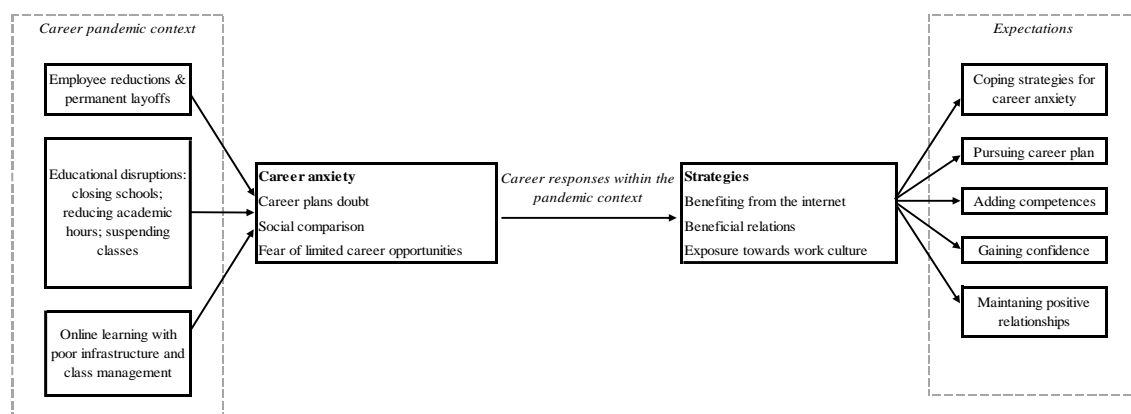 Career pandemic context
Employee reductions &
permanent layoffs
Educational disruptions:
closing schools;
reducing academic
hours; suspending
classes
Online learning with
poor infrastructure and
class management
Career anxiety
Career plans doubt
Social comparison
Fear of limited career opportunities
Career responses within the
pandemic context
Strategies
Benefiting from the internet
Beneficial relations
Exposure towards work culture
Expectations
Coping strategies for
career anxiety
Pursuing career plan
Adding competences
Gaining confidence
Maintaning positive
relationships